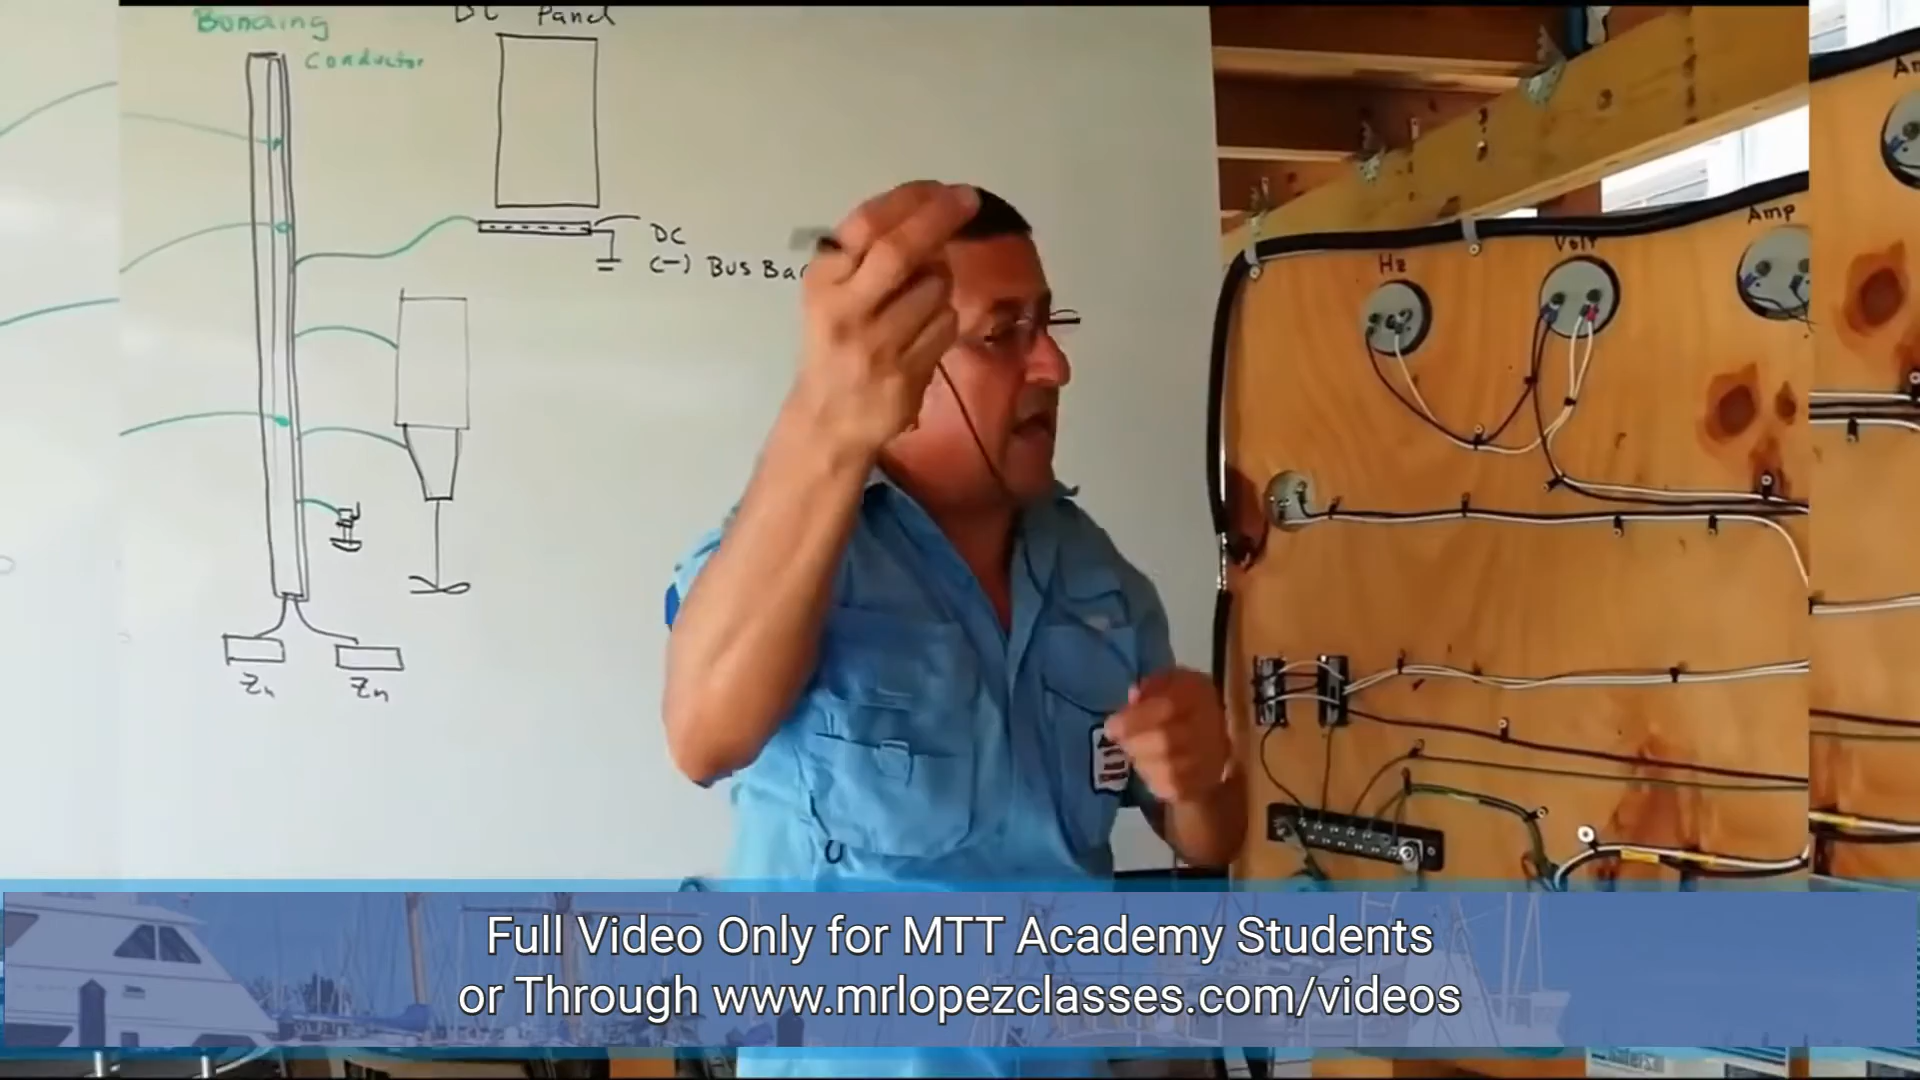 Bonding
Conductor
DC Panel
DC
(-) Bus Bar
Zn
Zn
Hz
Volt
Amp
Full Video Only for MTT Academy Students
or Through www.mrlopezclasses.com/videos